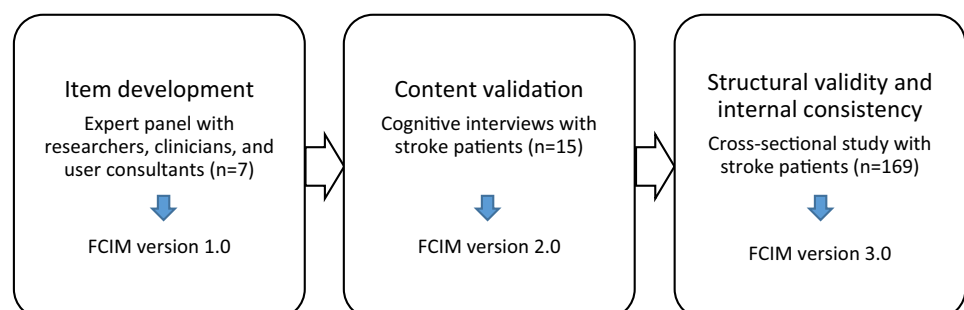 Item development
Expert panel with
researchers, clinicians, and
user consultants (n=7)
FCIM version 1.0
Content validation
Cognitive interviews with
stroke patients (n=15)
FCIM version 2.0
Structural validity and
internal consistency
Cross-sectional study with
stroke patients (n=169)
FCIM version 3.0